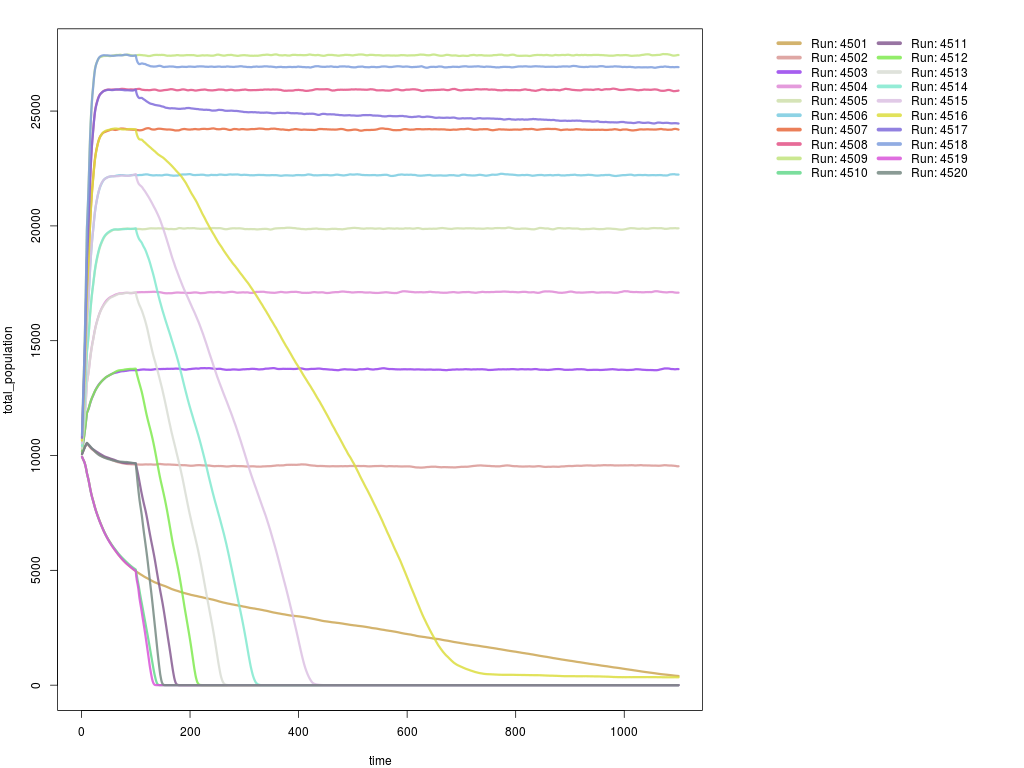 total_population
25000
20000
15000
10000
5000
0
0 200 400 600 800 1000
time
Run: 4501 Run: 4511
Run: 4502 Run: 4512
Run: 4503 Run: 4513
Run: 4504 Run: 4514
Run: 4505 Run: 4515
Run: 4506 Run: 4516
Run: 4507 Run: 4517
Run: 4508 Run: 4518
Run: 4509 Run: 4519
Run: 4510 Run: 4520